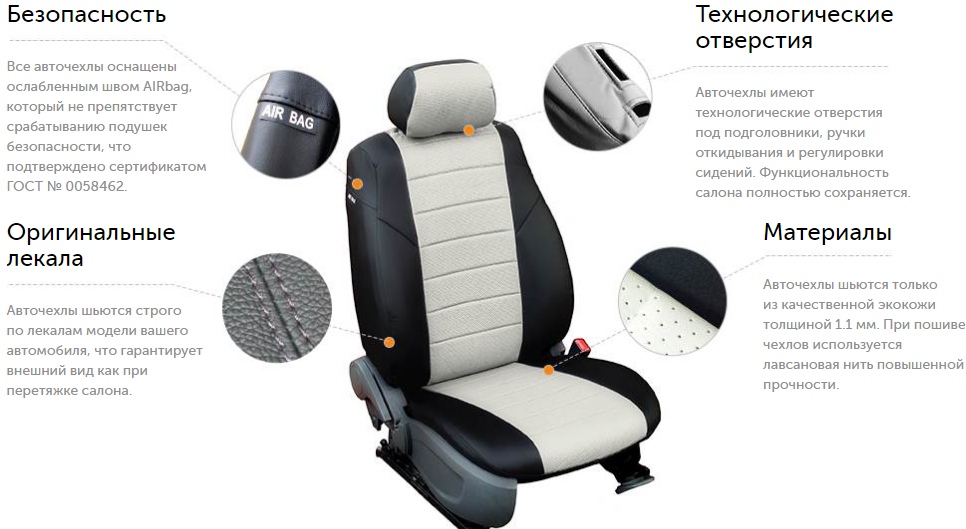 Безопасность
Все авточехлы оснащены
ослабленным швом AIRbag,
который не препятствует
срабатыванию подушек
безопасности, что
подтверждено сертификатом
ГОСТ № 0058462.
AIR BAG
Технологические
отверстия
Авточехлы имеют
технологические отверстия
под подголовники, ручки
откидывания и регулировки
сидений. Функциональность
салона полностью сохраняется.
Оригинальные
лекала
Авточехлы шьются строго
по лекалам модели вашего
автомобиля, что гарантирует
внешний вид как при
перетяжке салона.
Материалы
Авточехлы шьются только
из качественной экокожи
толщиной 1.1 мм. При пошиве
чехлов используется
лавсановая нить повышенной
прочности.